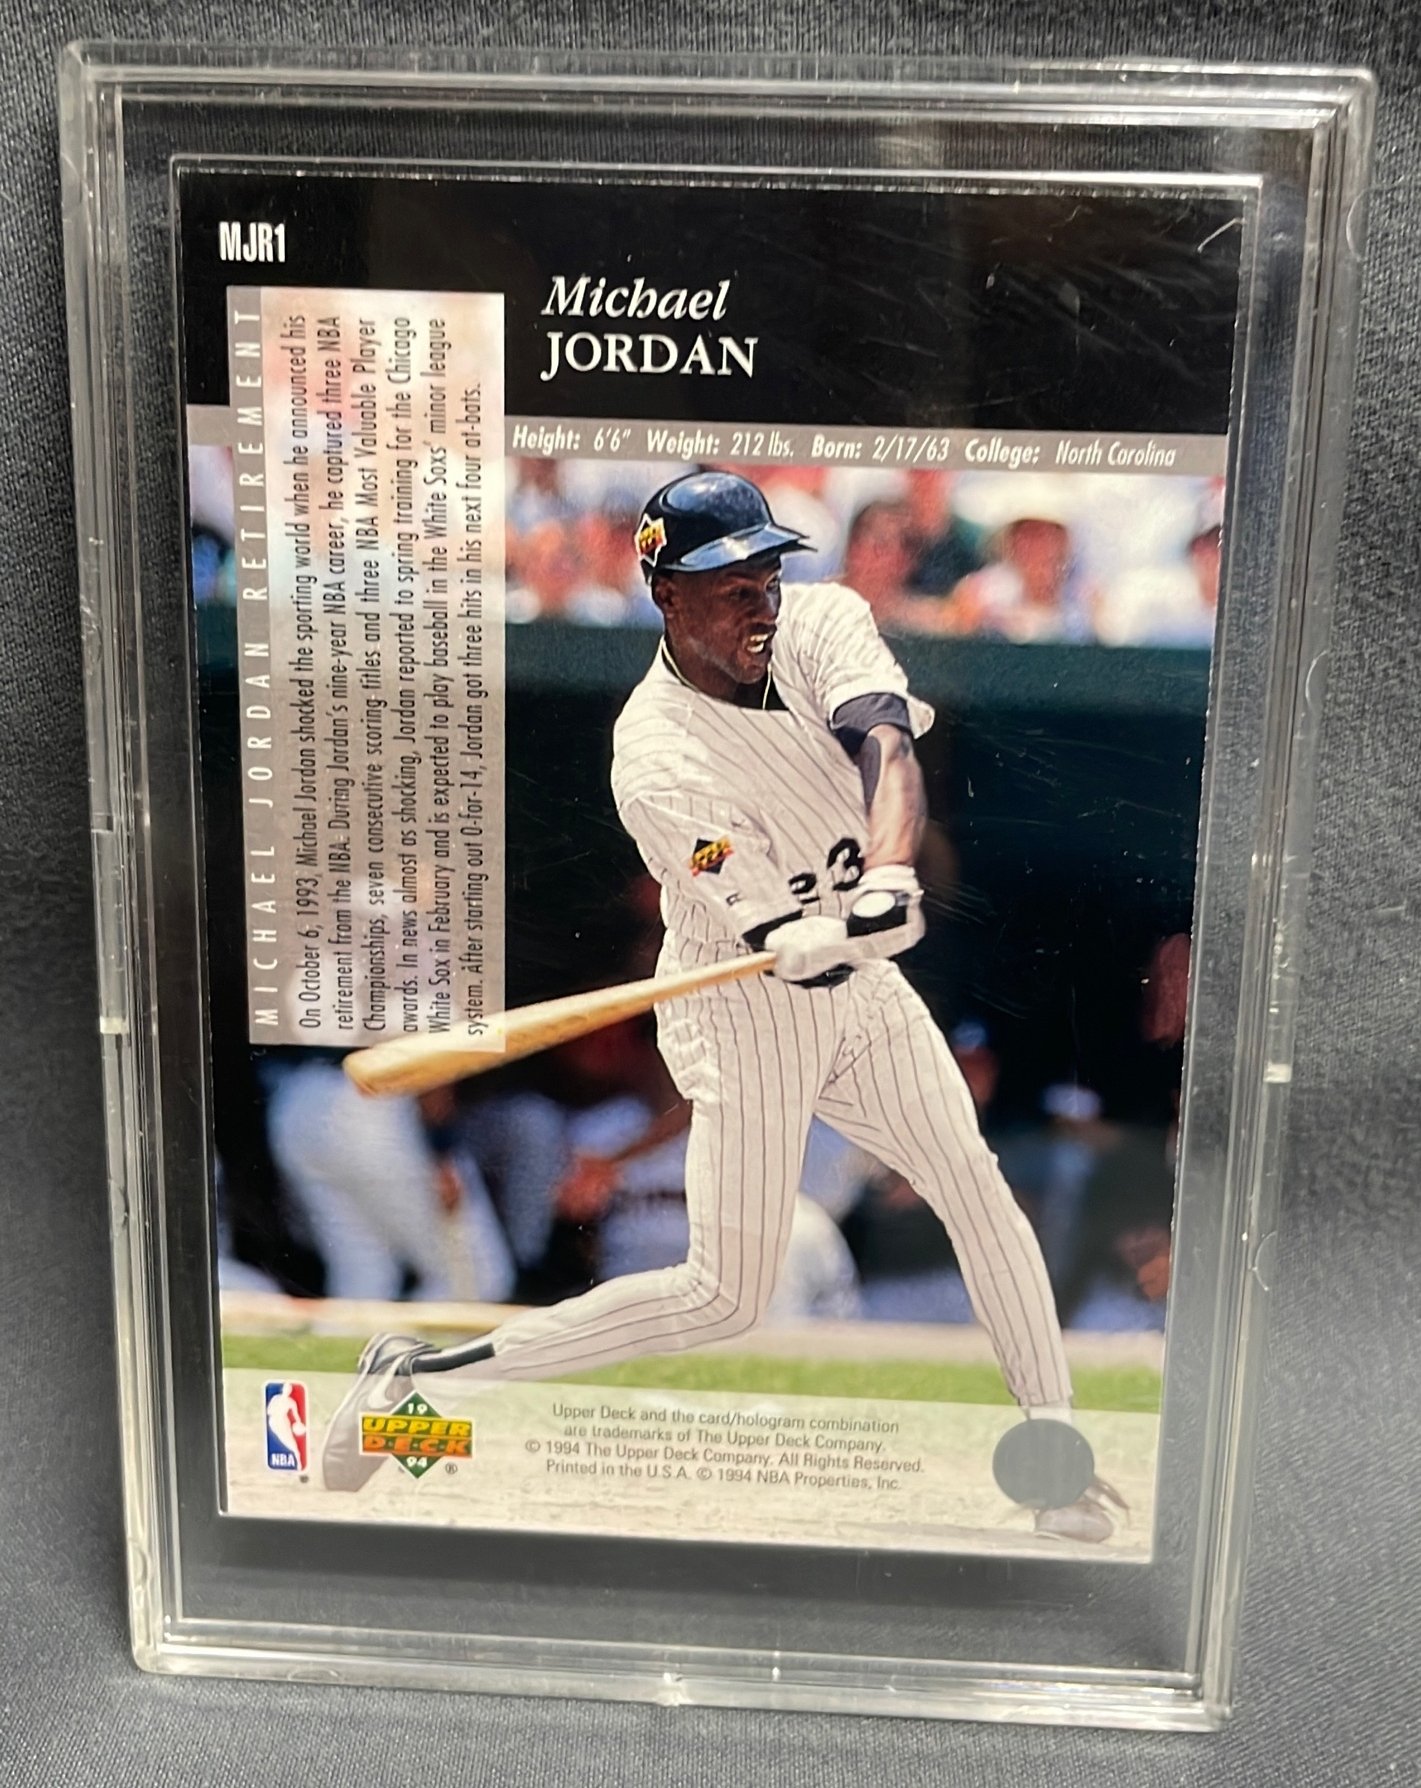 MJR1
Michael
JORDAN
Height: 6'6" Weight: 212 lbs. Born: 2/17/63 College: North Carolina
MICHAEL JORDAN RETIREMENT
On October 6, 1993, Michael Jordan shocked the sporting world when he announced his
retirement from the NBA. During Jordan's nine-year NBA career, he captured three NBA
Championships, seven consecutive scoring titles and three NBA Most Valuable Player
awards. In news almost as shocking, Jordan reported to spring training for the Chicago
White Sox in February and is expected to play baseball in the White Soxs' minor league
system. After starting out 0-for-14, Jordan got three hits in his next four at-bats.
23
NBA
®
19
UPPER
DECK
94
®
Upper Deck and the card/hologram combination
are trademarks of The Upper Deck Company.
© 1994 The Upper Deck Company. All Rights Reserved.
Printed in the U.S.A. © 1994 NBA Properties, Inc.